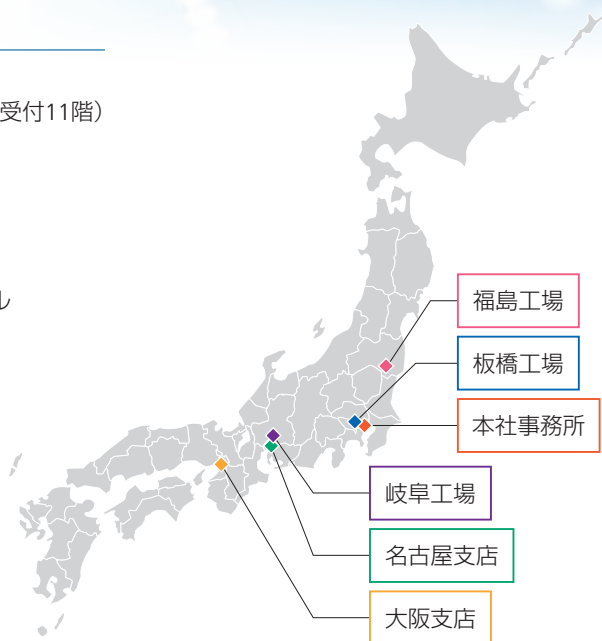 受付11階）
ル
福島工場
板橋工場
本社事務所
岐阜工場
名古屋支店
大阪支店